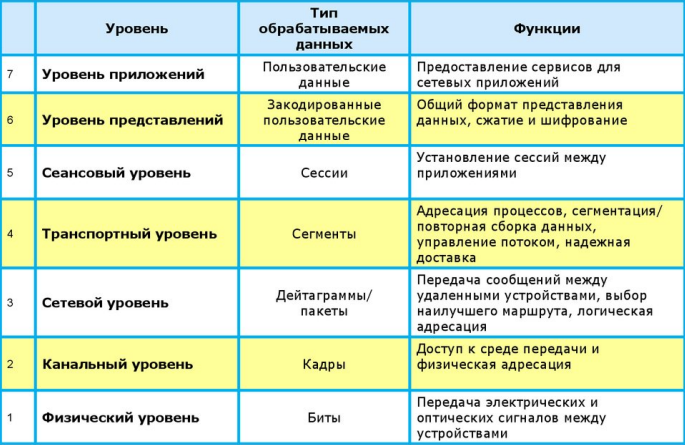 Уровень
Тип
обрабатываемых
данных
Функции
7
Уровень приложений
Пользовательские
данные
Предоставление сервисов для
сетевых приложений
6
Уровень представлений
Закодированные
пользовательские
данные
Общий формат представления
данных, сжатие и шифрование
5
Сеансовый уровень
Сессии
Установление сессий между
приложениями
4
Транспортный уровень
Сегменты
Адресация процессов, сегментация/
повторная сборка данных,
управление потоком, надежная
доставка
3
Сетевой уровень
Дейтаграммы/
пакеты
Передача сообщений между
удаленными устройствами, выбор
наилучшего маршрута, логическая
адресация
2
Канальный уровень
Кадры
Доступ к среде передачи и
физическая адресация
1
Физический уровень
Биты
Передача электрических и
оптических сигналов между
устройствами